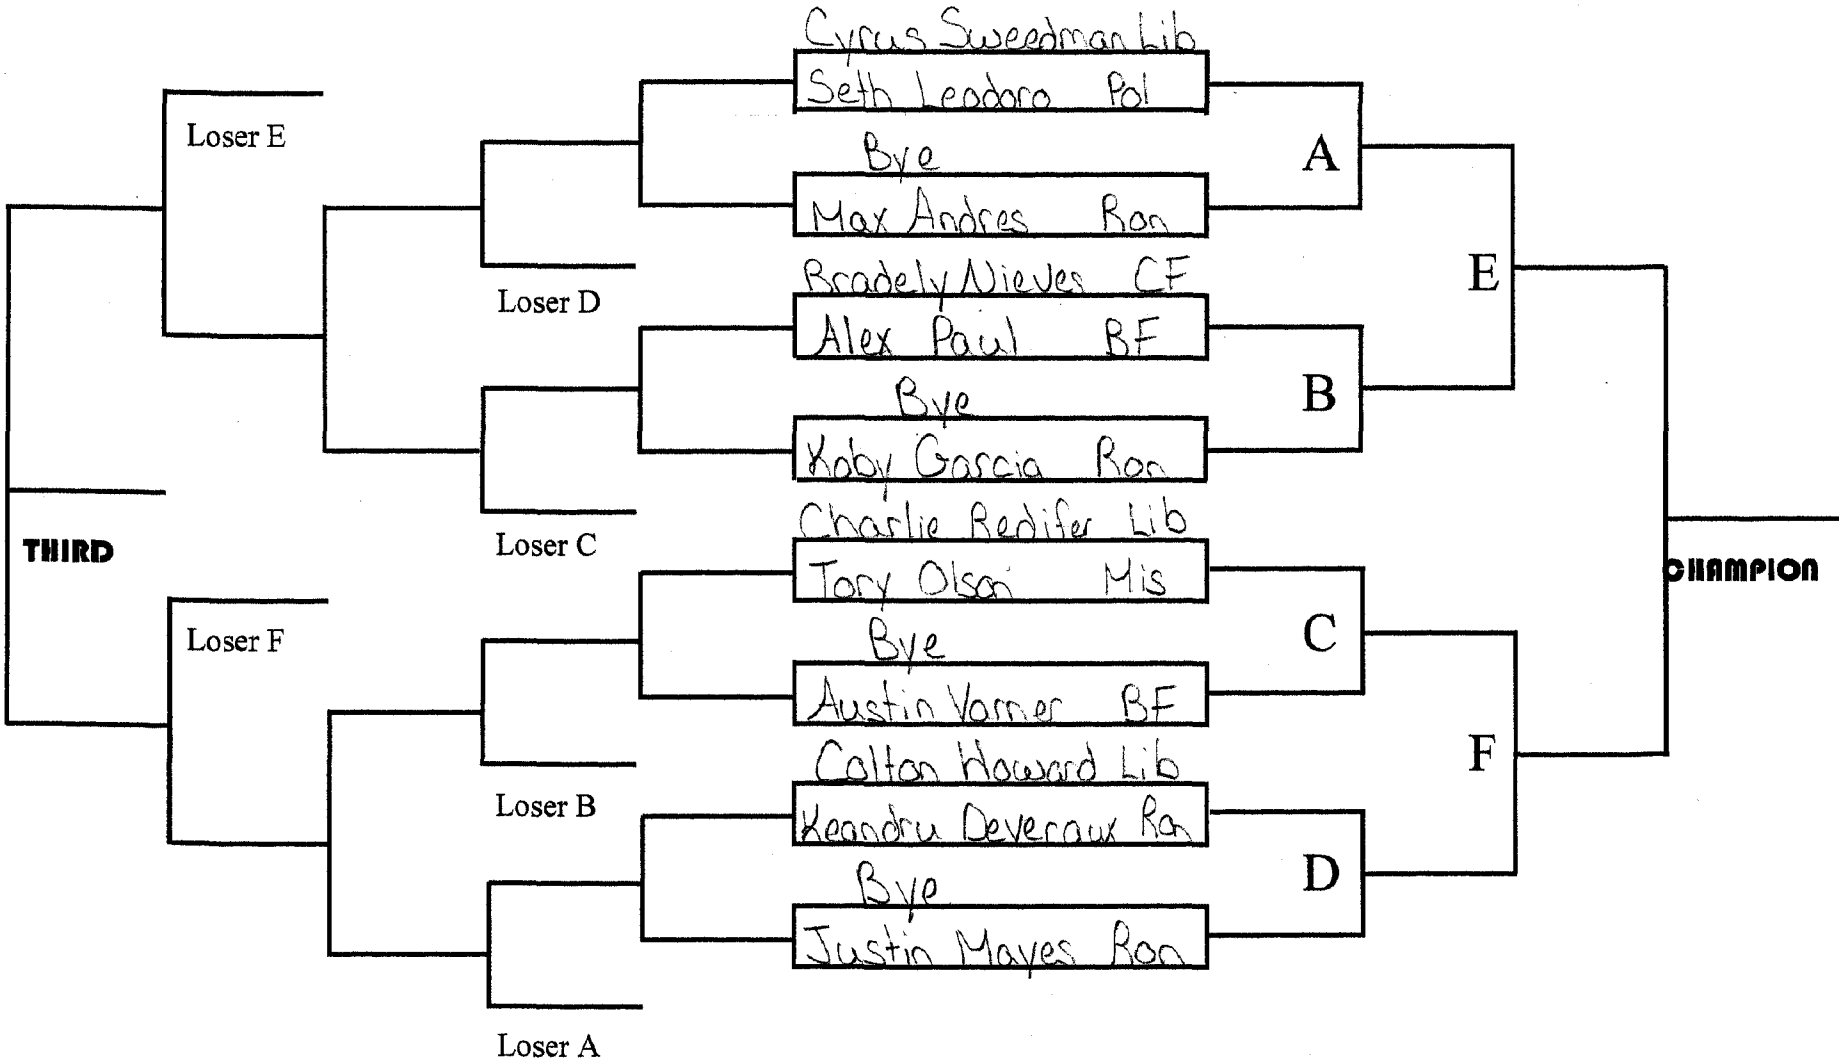 Cyrus Sweedman Lib
Seth Leodoro Pol
Bye
Max Andres Ron
Bradely Nieves CF
Alex Paul BF
Bye
Koby Garcia Ron
Charlie Redifer Lib
Tory Olson Mis
Bye
Austin Varner BF
Colton Howard Lib
Keandru Deveraux Ron
Bye
Justin Mayes Ron
Loser E
Loser D
Loser C
THIRD
Loser F
Loser B
Loser A
A
B
C
D
E
F
CHAMPION